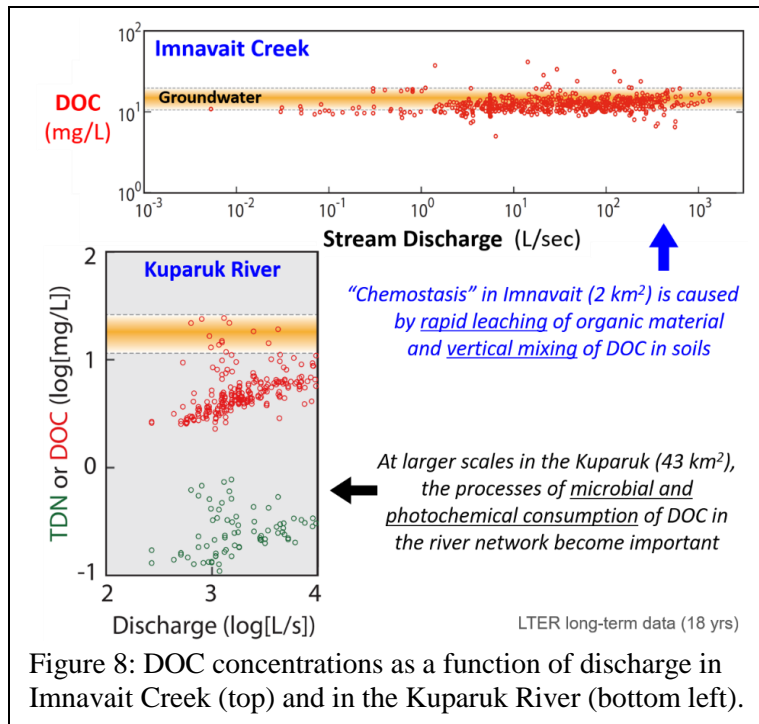 Imnavait Creek
10²
DOC
(mg/L)
Groundwater
10¹
10⁰
10⁻³ 10⁻² 10⁻¹ 10⁰ 10¹ 10² 10³
Stream Discharge (L/sec)
Kuparuk River
2
1
0
-1
TDN or DOC (log[mg/L])
2 3 4
Discharge (log[L/s])
"Chemostasis" in Imnavait (2 km²) is caused
by rapid leaching of organic material
and vertical mixing of DOC in soils
At larger scales in the Kuparuk (43 km²),
the processes of microbial and
photochemical consumption of DOC in
the river network become important
LTER long-term data (18 yrs)
Figure 8: DOC concentrations as a function of discharge in
Imnavait Creek (top) and in the Kuparuk River (bottom left).